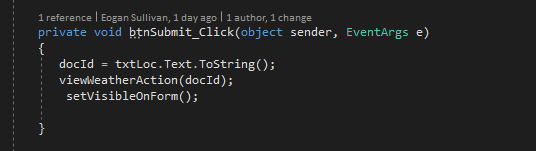 1 reference | Eogan Sullivan, 1 day ago | 1 author, 1 change
private void btnSubmit_Click(object sender, EventArgs e)
{
docId = txtLoc.Text.ToString();
viewWeatherAction(docId);
setVisibleOnForm();
}